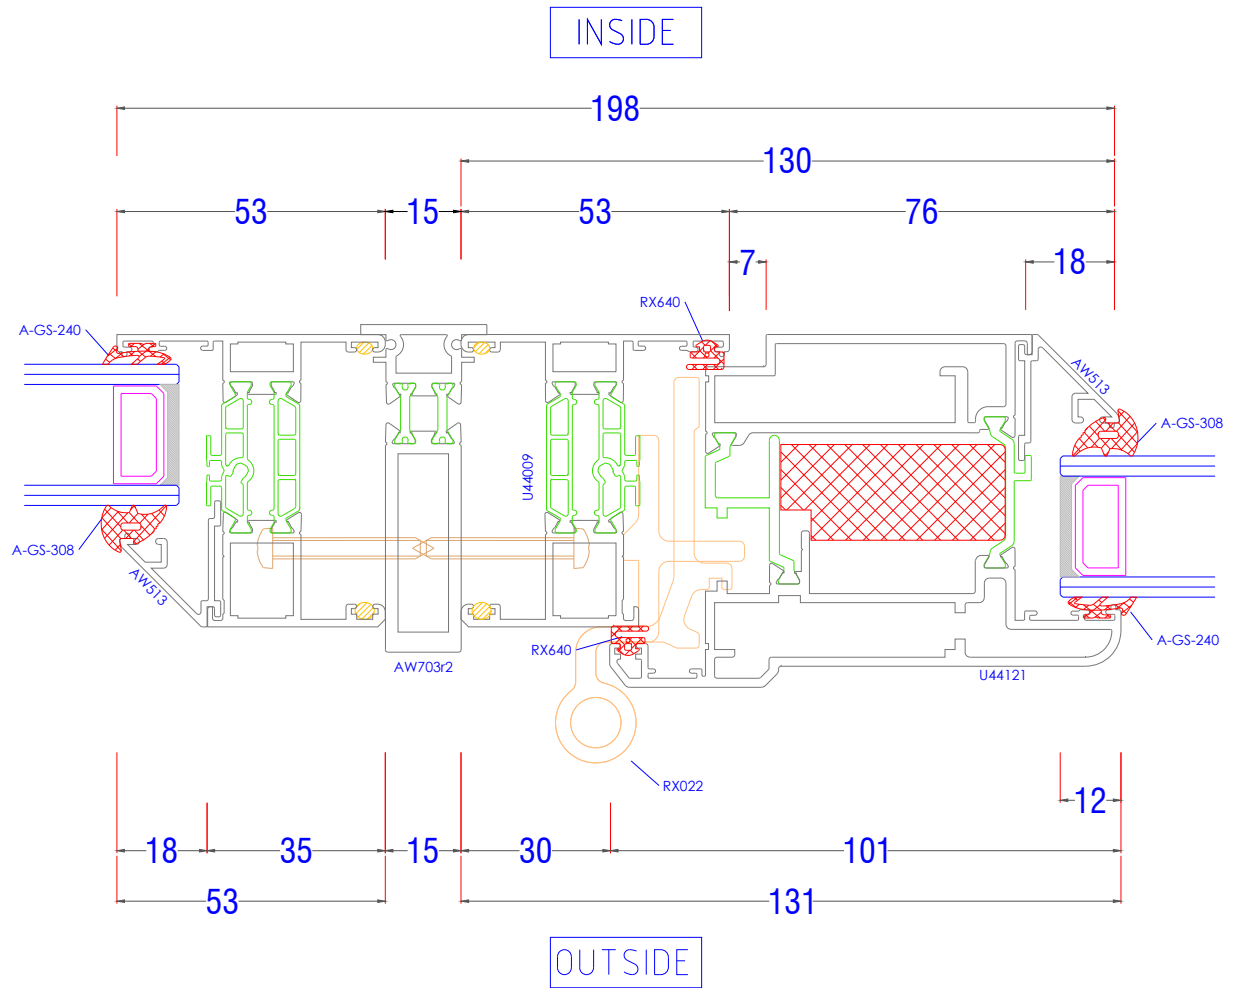 INSIDE
198
130
53
15
53
76
7
18
RX640
A-GS-240
AW513
A-GS-308
U44009
A-GS-308
AW513
RX640
AW703r2
A-GS-240
U44121
RX022
12
18
35
15
30
101
53
131
OUTSIDE